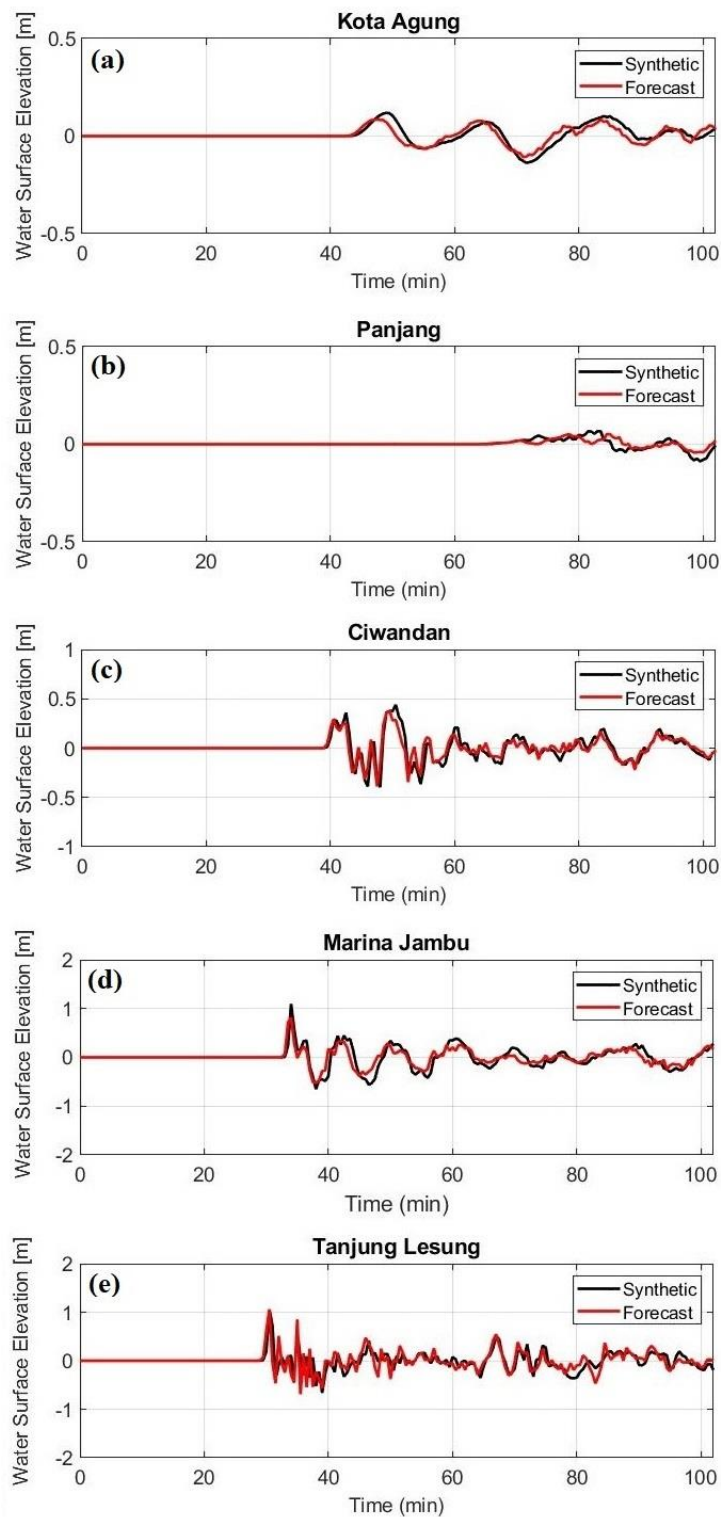 Kota Agung
(a)
Synthetic
Forecast
Water Surface Elevation [m]
0.5
0
-0.5
0 20 40 60 80 100
Time (min)
Panjang
(b)
Synthetic
Forecast
Water Surface Elevation [m]
0.5
0
-0.5
0 20 40 60 80 100
Time (min)
Ciwandan
(c)
Synthetic
Forecast
Water Surface Elevation [m]
1
0.5
0
-0.5
-1
0 20 40 60 80 100
Time (min)
Marina Jambu
(d)
Synthetic
Forecast
Water Surface Elevation [m]
2
1
0
-1
-2
0 20 40 60 80 100
Time (min)
Tanjung Lesung
(e)
Synthetic
Forecast
Water Surface Elevation [m]
2
1
0
-1
-2
0 20 40 60 80 100
Time (min)